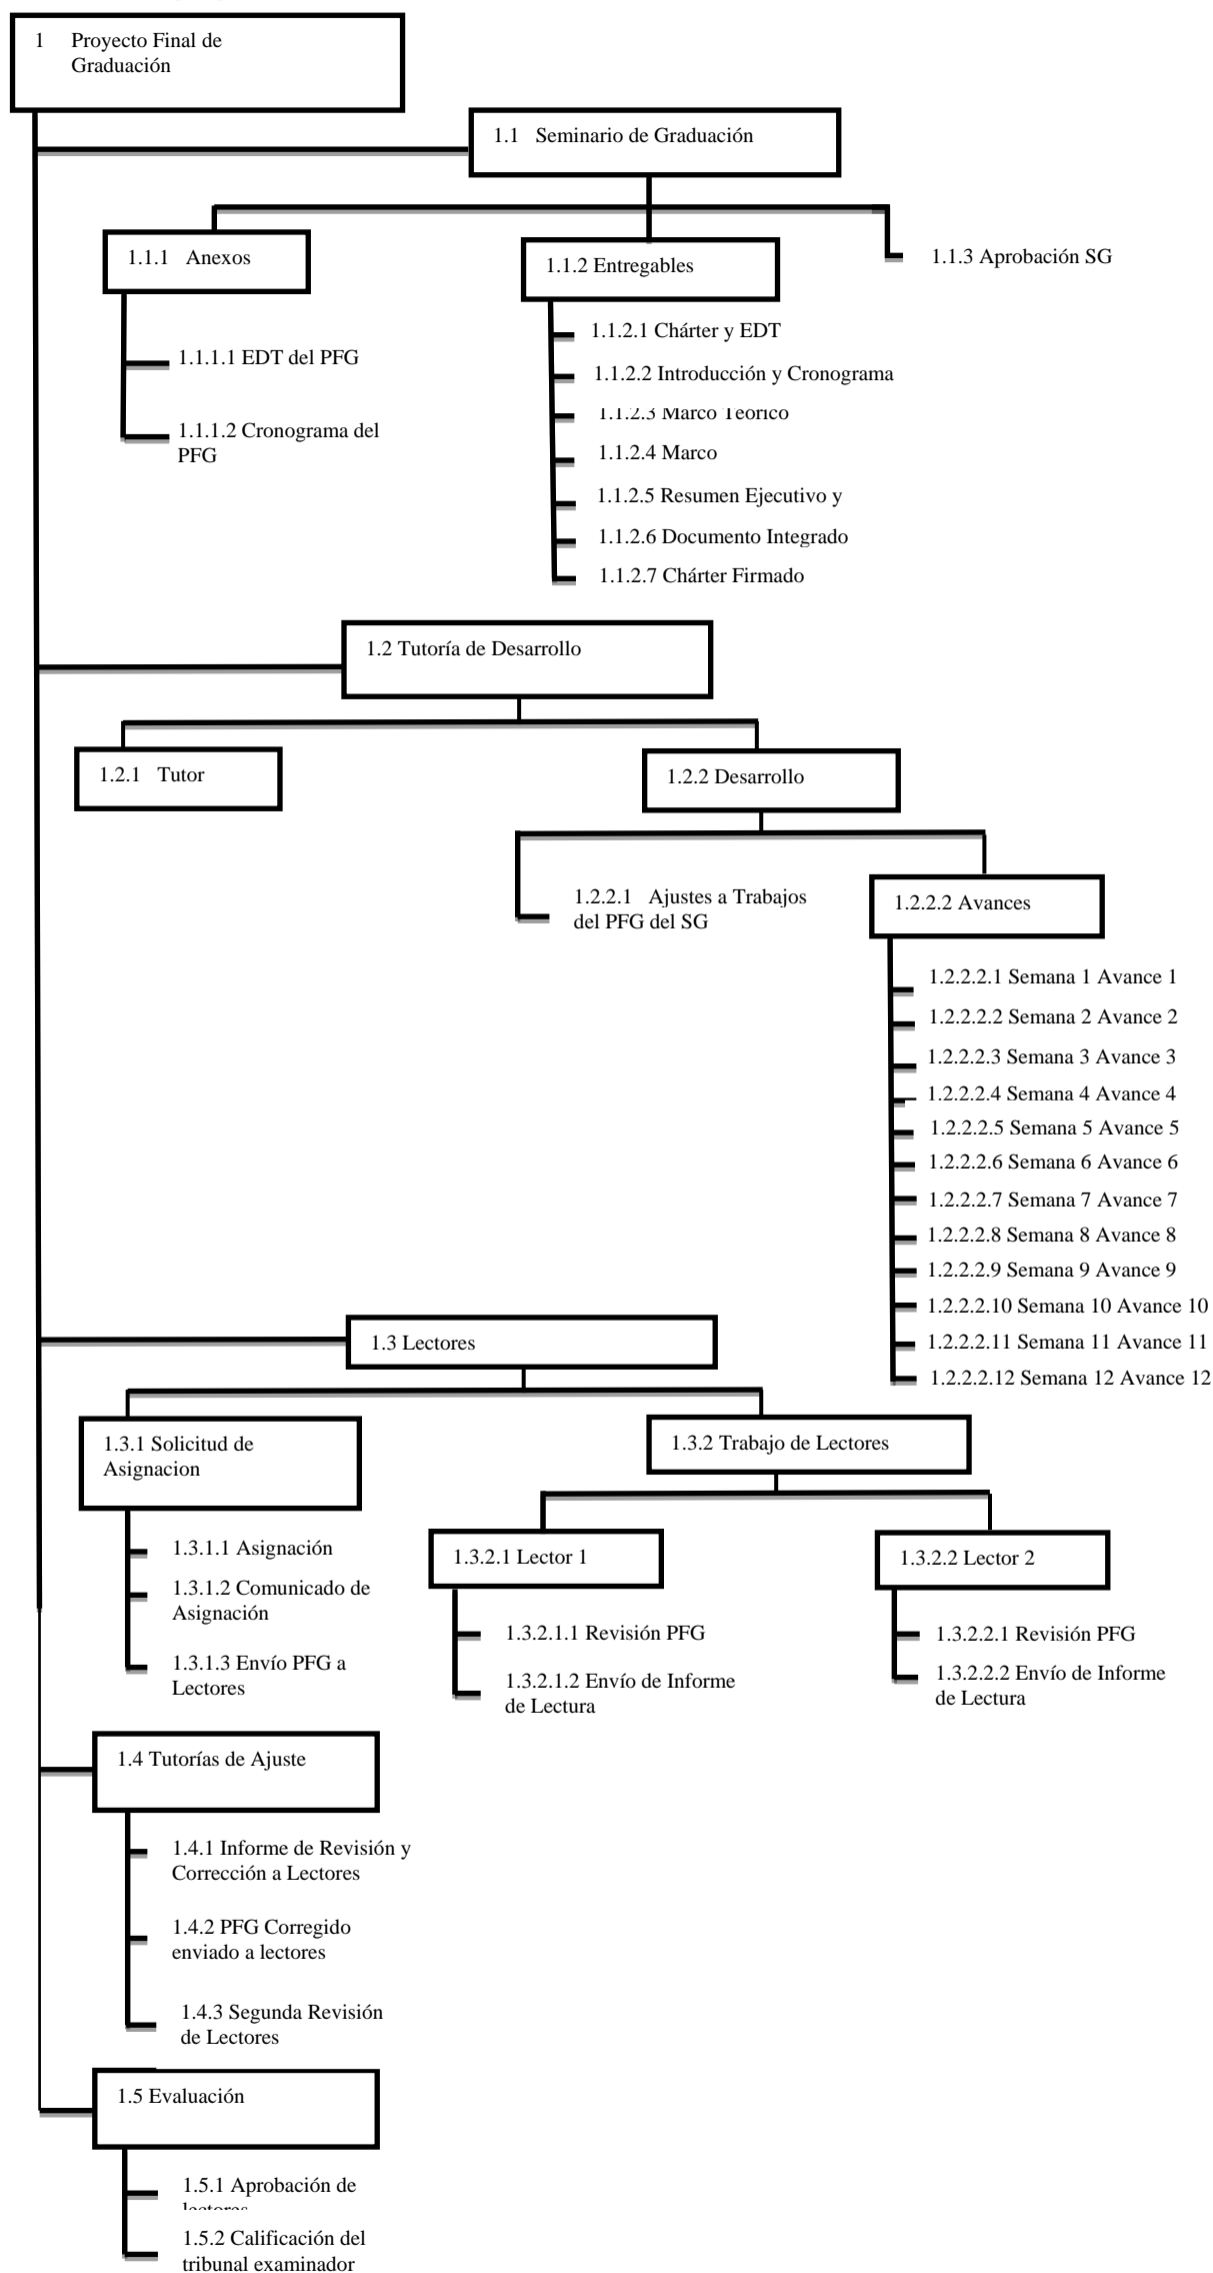 1 Proyecto Final de
Graduación
1.1 Seminario de Graduación
1.1.1 Anexos
1.1.1.1 EDT del PFG
1.1.1.2 Cronograma del
PFG
1.1.2 Entregables
1.1.2.1 Chárter y EDT
1.1.2.2 Introducción y Cronograma
1.1.2.3 Marco Teórico
1.1.2.4 Marco
1.1.2.5 Resumen Ejecutivo y
1.1.2.6 Documento Integrado
1.1.2.7 Chárter Firmado
1.1.3 Aprobación SG
1.2 Tutoría de Desarrollo
1.2.1 Tutor
1.2.2 Desarrollo
1.2.2.1 Ajustes a Trabajos
del PFG del SG
1.2.2.2 Avances
1.2.2.2.1 Semana 1 Avance 1
1.2.2.2.2 Semana 2 Avance 2
1.2.2.2.3 Semana 3 Avance 3
1.2.2.2.4 Semana 4 Avance 4
1.2.2.2.5 Semana 5 Avance 5
1.2.2.2.6 Semana 6 Avance 6
1.2.2.2.7 Semana 7 Avance 7
1.2.2.2.8 Semana 8 Avance 8
1.2.2.2.9 Semana 9 Avance 9
1.2.2.2.10 Semana 10 Avance 10
1.2.2.2.11 Semana 11 Avance 11
1.2.2.2.12 Semana 12 Avance 12
1.3 Lectores
1.3.1 Solicitud de
Asignacion
1.3.1.1 Asignación
1.3.1.2 Comunicado de
Asignación
1.3.1.3 Envío PFG a
Lectores
1.3.2 Trabajo de Lectores
1.3.2.1 Lector 1
1.3.2.1.1 Revisión PFG
1.3.2.1.2 Envío de Informe
de Lectura
1.3.2.2 Lector 2
1.3.2.2.1 Revisión PFG
1.3.2.2.2 Envío de Informe
de Lectura
1.4 Tutorías de Ajuste
1.4.1 Informe de Revisión y
Corrección a Lectores
1.4.2 PFG Corregido
enviado a lectores
1.4.3 Segunda Revisión
de Lectores
1.5 Evaluación
1.5.1 Aprobación de
lectores
1.5.2 Calificación del
tribunal examinador